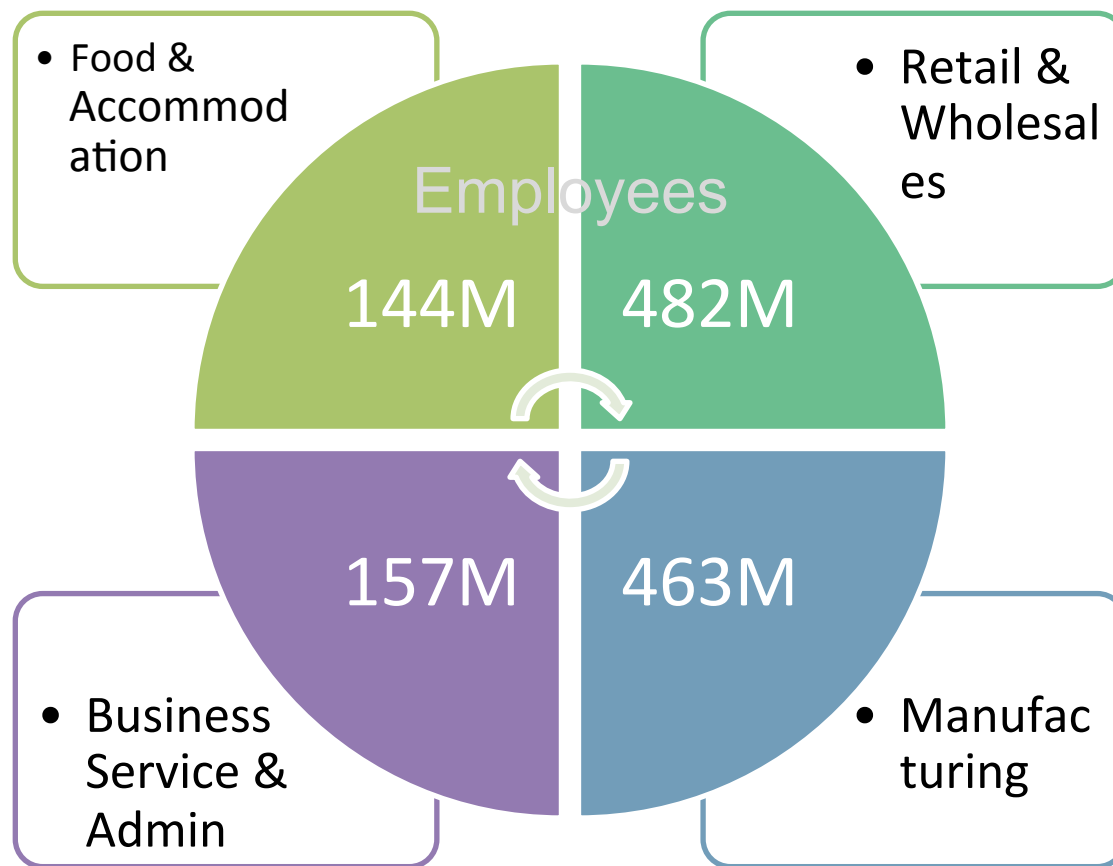 • Food &
Accommod
ation
• Retail &
Wholesal
es
Employees
144M
482M
157M
463M
• Business
Service &
Admin
• Manufac
turing